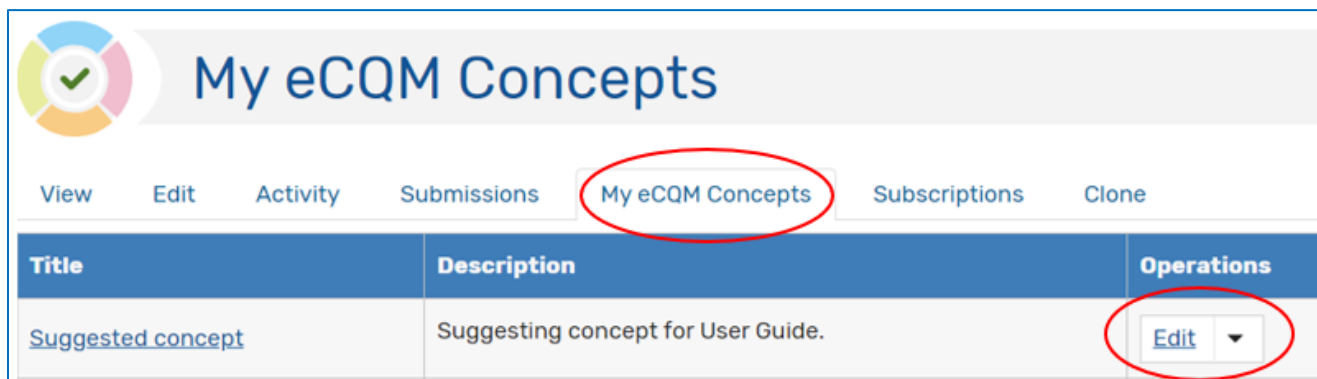 My eCQM Concepts
View Edit Activity Submissions My eCQM Concepts Subscriptions Clone
Title Description Operations
Suggested concept Suggesting concept for User Guide. Edit